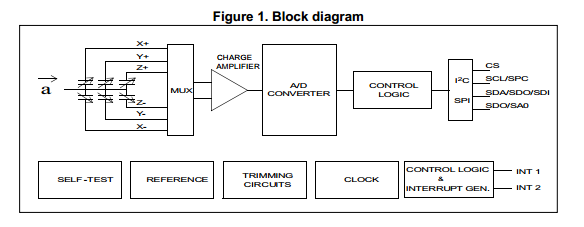 Figure 1. Block diagram
X+
Y+
Z+
a
Z-
Y-
X-
MUX
CHARGE
AMPLIFIER
A/D
CONVERTER
CONTROL
LOGIC
I²C
SPI
CS
SCL/SPC
SDA/SDO/SDI
SDO/SA0
SELF-TEST
REFERENCE
TRIMMING
CIRCUITS
CLOCK
CONTROL LOGIC
&
INTERRUPT GEN.
INT 1
INT 2